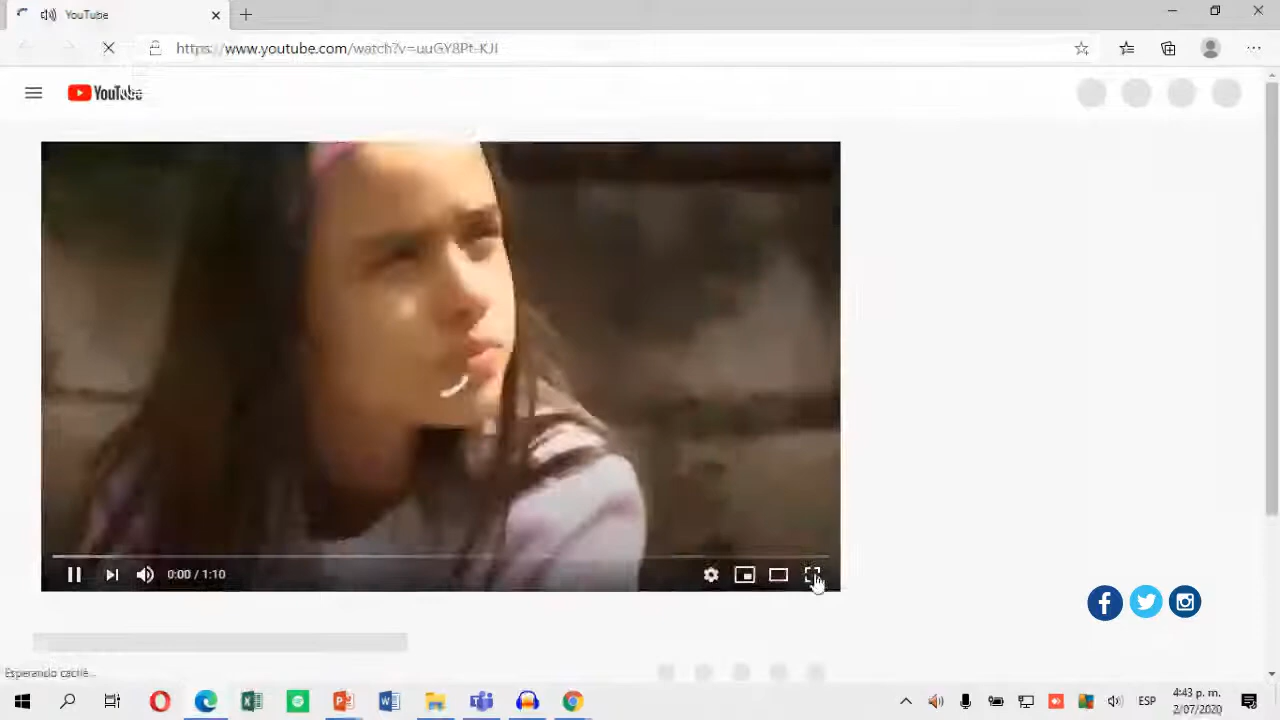 YouTube
https://www.youtube.com/watch?v=uuGY8Pt-KJI
YouTube
0:00 / 1:10
Esperando caché...
ESP
4:43 p. m.
2/07/2020